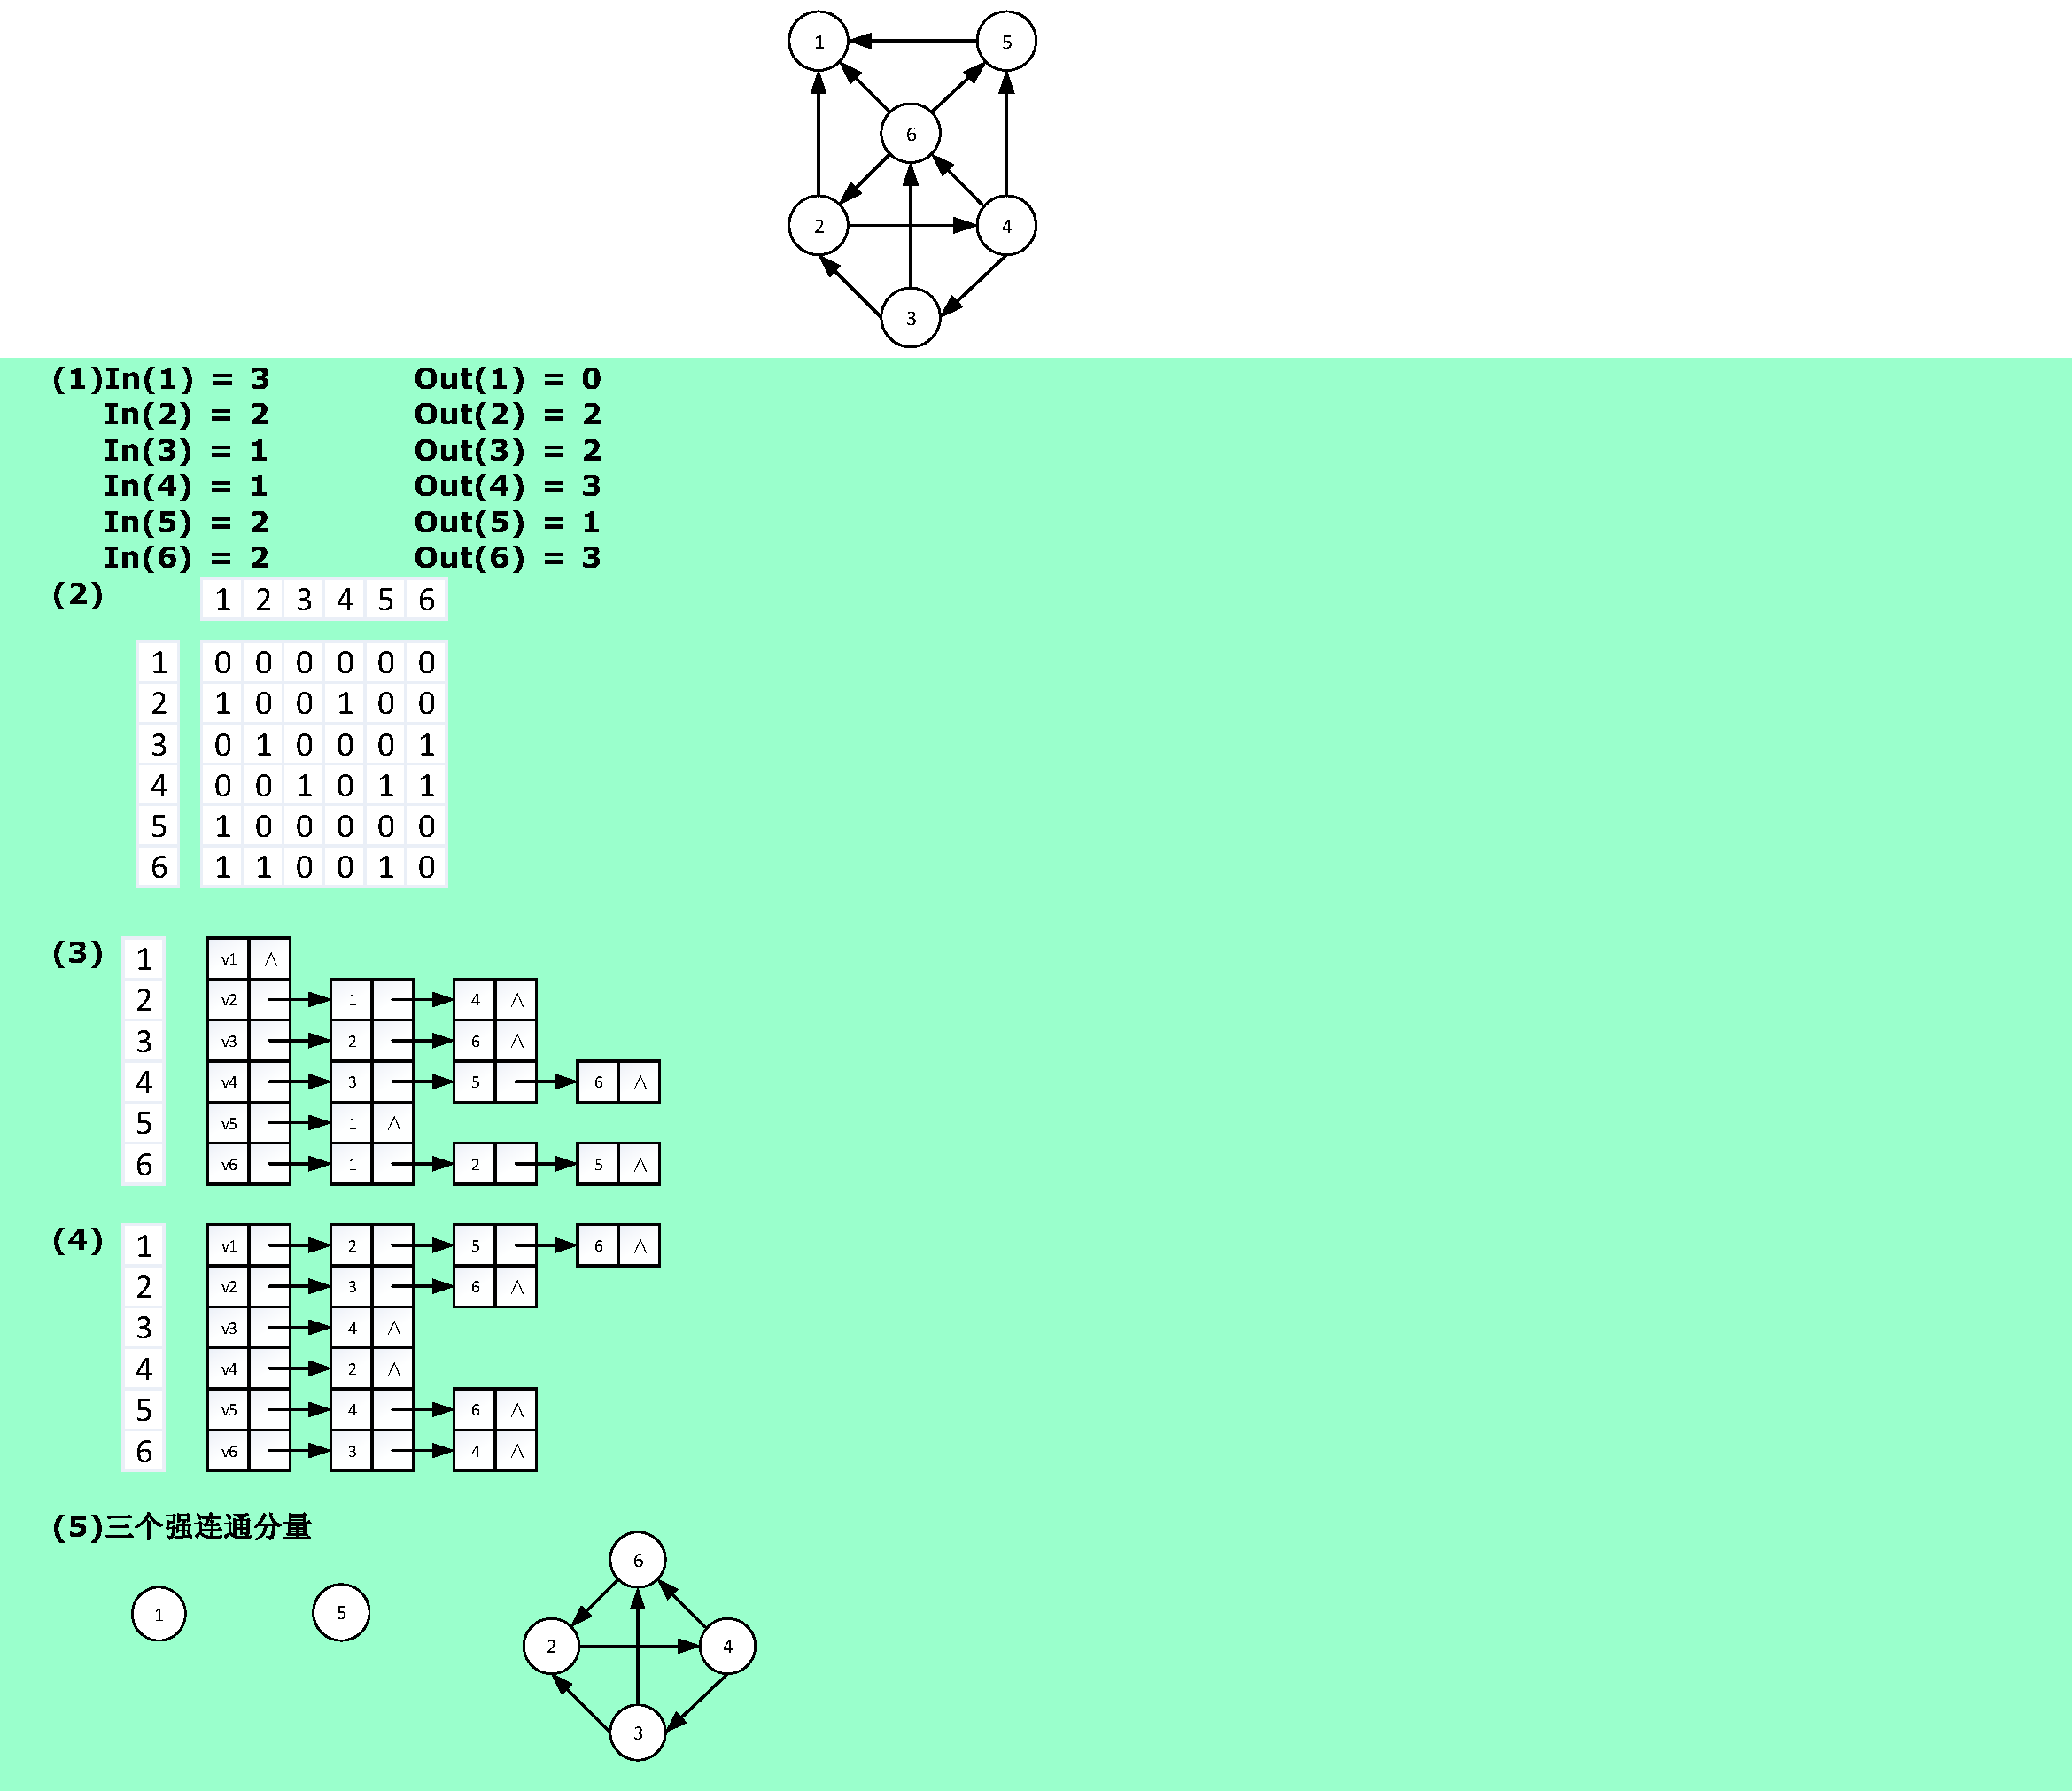 1 5
6
2 4
3
(1)In(1) = 3 Out(1) = 0
In(2) = 2 Out(2) = 2
In(3) = 1 Out(3) = 2
In(4) = 1 Out(4) = 3
In(5) = 2 Out(5) = 1
In(6) = 2 Out(6) = 3
(2) 1 2 3 4 5 6
1 0 0 0 0 0 0
2 1 0 0 1 0 0
3 0 1 0 0 0 1
4 0 0 1 0 1 1
5 1 0 0 0 0 0
6 1 1 0 0 1 0
(3) 1 v1 ∧
2 v2 1 4 ∧
3 v3 2 6 ∧
4 v4 3 5 6 ∧
5 v5 1 ∧
6 v6 1 2 5 ∧
(4) 1 v1 2 5 6 ∧
2 v2 3 6 ∧
3 v3 4 ∧
4 v4 2 ∧
5 v5 4 6 ∧
6 v6 3 4 ∧
(5)三个强连通分量
6
1 5
2 4
3